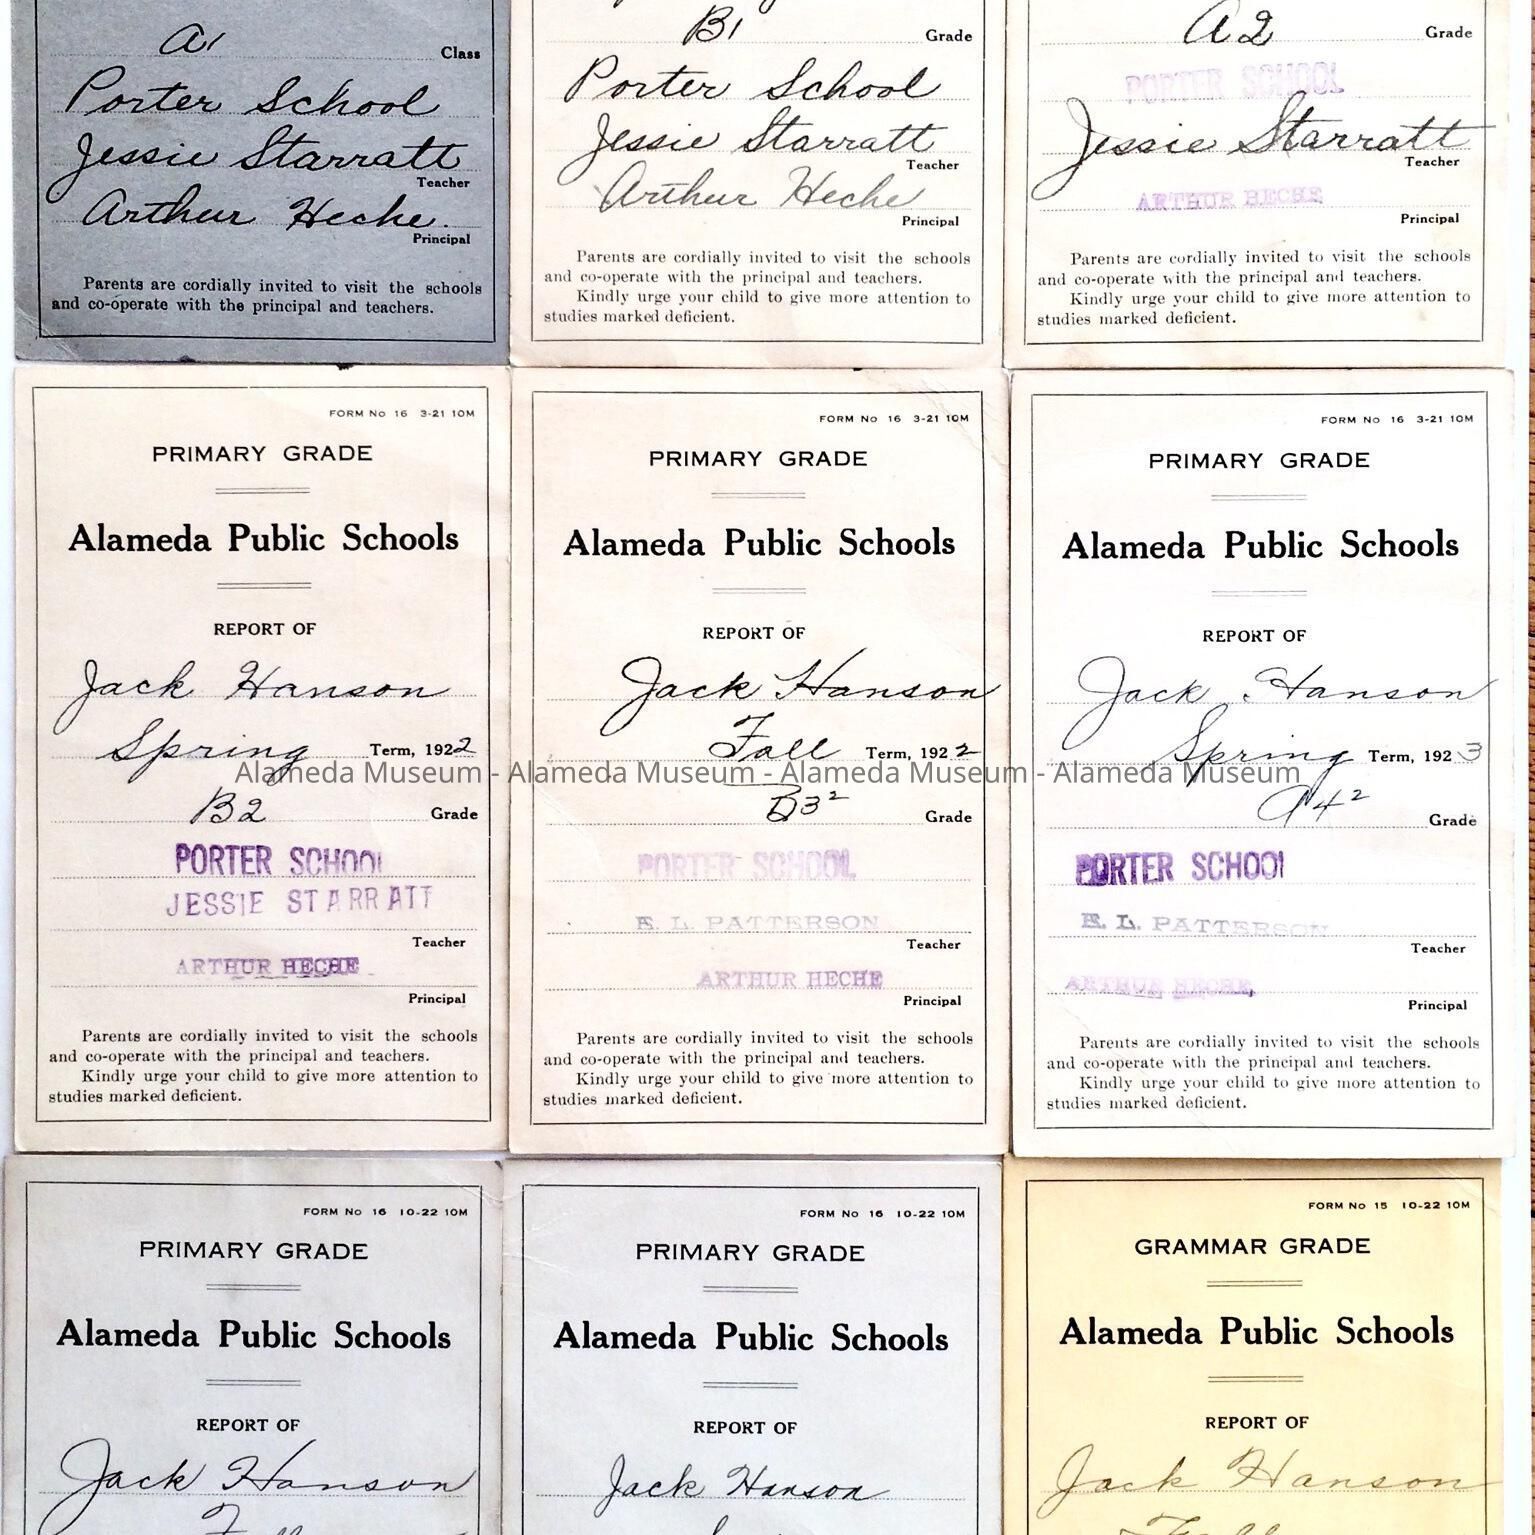 A1
Class
Porter School
Jessie Starratt
Teacher
Arthur Heche.
Principal
Parents are cordially invited to visit the schools
and co-operate with the principal and teachers.
B1
Grade
Porter School
Jessie Starratt
Teacher
Arthur Heche
Principal
Parents are cordially invited to visit the schools
and co-operate with the principal and teachers.
Kindly urge your child to give more attention to
studies marked deficient.
A2
Grade
PORTER SCHOOL
Jessie Starratt
Teacher
ARTHUR HECHE
Principal
Parents are cordially invited to visit the schools
and co-operate with the principal and teachers.
Kindly urge your child to give more attention to
studies marked deficient.
FORM No 16 3-21 10M
PRIMARY GRADE
Alameda Public Schools
REPORT OF
Jack Hanson
Spring Term, 1922
B2 Grade
PORTER SCHOOL
JESSIE STARRATT
Teacher
ARTHUR HECHE
Principal
Parents are cordially invited to visit the schools
and co-operate with the principal and teachers.
Kindly urge your child to give more attention to
studies marked deficient.
FORM No 16 3-21 10M
PRIMARY GRADE
Alameda Public Schools
REPORT OF
Jack Hanson
Fall Term, 1922
B3² Grade
PORTER SCHOOL
E. L. PATTERSON
Teacher
ARTHUR HECHE
Principal
Parents are cordially invited to visit the schools
and co-operate with the principal and teachers.
Kindly urge your child to give more attention to
studies marked deficient.
FORM No 16 3-21 10M
PRIMARY GRADE
Alameda Public Schools
REPORT OF
Jack Hanson
Spring Term, 1923
A4² Grade
PORTER SCHOOL
E. L. PATTERSON
Teacher
ARTHUR HECHE
Principal
Parents are cordially invited to visit the schools
and co-operate with the principal and teachers.
Kindly urge your child to give more attention to
studies marked deficient.
Alameda Museum - Alameda Museum - Alameda Museum - Alameda Museum
FORM No 16 10-22 10M
PRIMARY GRADE
Alameda Public Schools
REPORT OF
Jack Hanson
FORM No 16 10-22 10M
PRIMARY GRADE
Alameda Public Schools
REPORT OF
Jack Hanson
FORM No 15 10-22 10M
GRAMMAR GRADE
Alameda Public Schools
REPORT OF
Jack Hanson